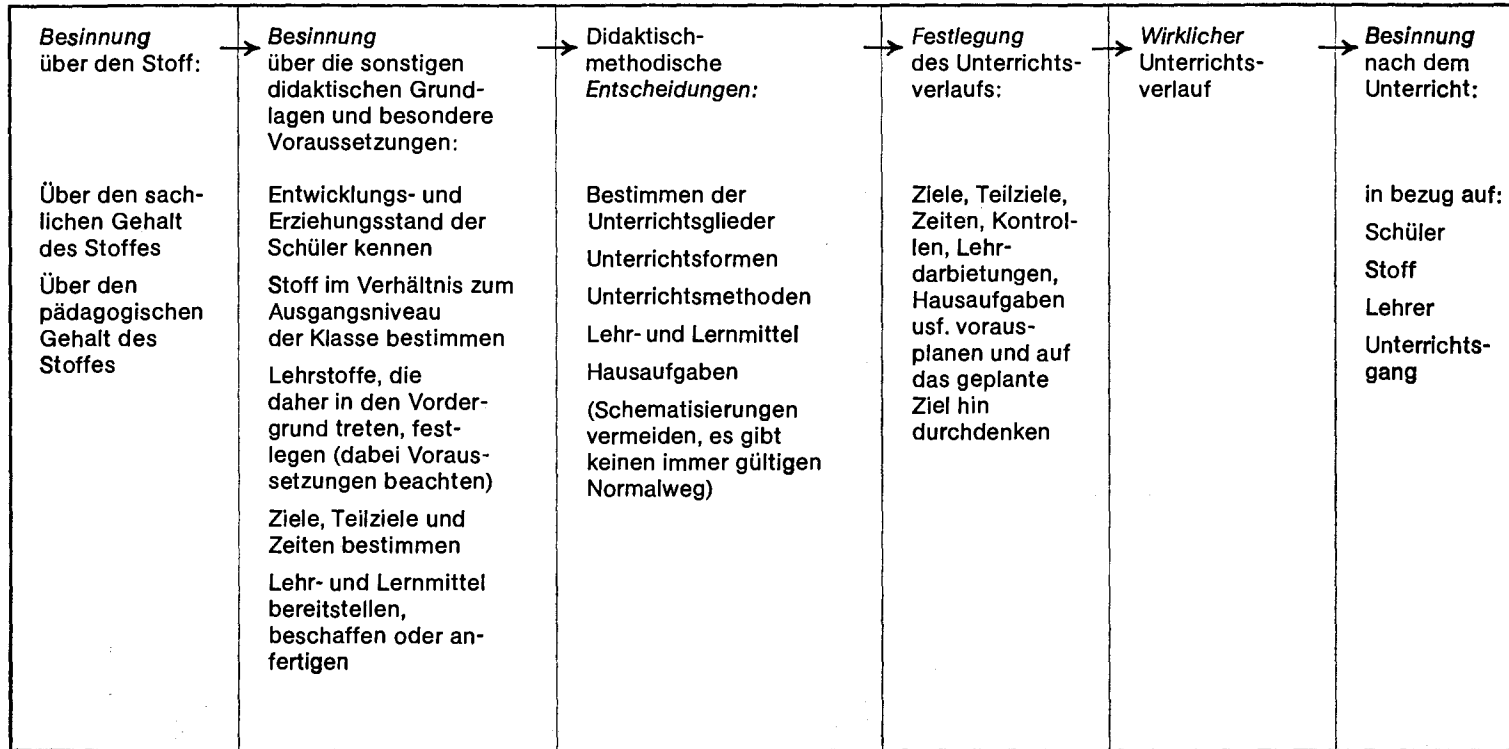 Besinnung
über den Stoff:
Über den sach-
lichen Gehalt
des Stoffes
Über den
pädagogischen
Gehalt des
Stoffes
Besinnung
über die sonstigen
didaktischen Grund-
lagen und besondere
Voraussetzungen:
Entwicklungs- und
Erziehungsstand der
Schüler kennen
Stoff im Verhältnis zum
Ausgangsniveau
der Klasse bestimmen
Lehrstoffe, die
daher in den Vorder-
grund treten, fest-
legen (dabei Voraus-
setzungen beachten)
Ziele, Teilziele und
Zeiten bestimmen
Lehr- und Lernmittel
bereitstellen,
beschaffen oder an-
fertigen
Didaktisch-
methodische
Entscheidungen:
Bestimmen der
Unterrichtsglieder
Unterrichtsformen
Unterrichtsmethoden
Lehr- und Lernmittel
Hausaufgaben
(Schematisierungen
vermeiden, es gibt
keinen immer gültigen
Normalweg)
Festlegung
des Unterrichts-
verlaufs:
Ziele, Teilziele,
Zeiten, Kontrol-
len, Lehr-
darbietungen,
Hausaufgaben
usf. voraus-
planen und auf
das geplante
Ziel hin
durchdenken
Wirklicher
Unterrichts-
verlauf
Besinnung
nach dem
Unterricht:
in bezug auf:
Schüler
Stoff
Lehrer
Unterrichts-
gang